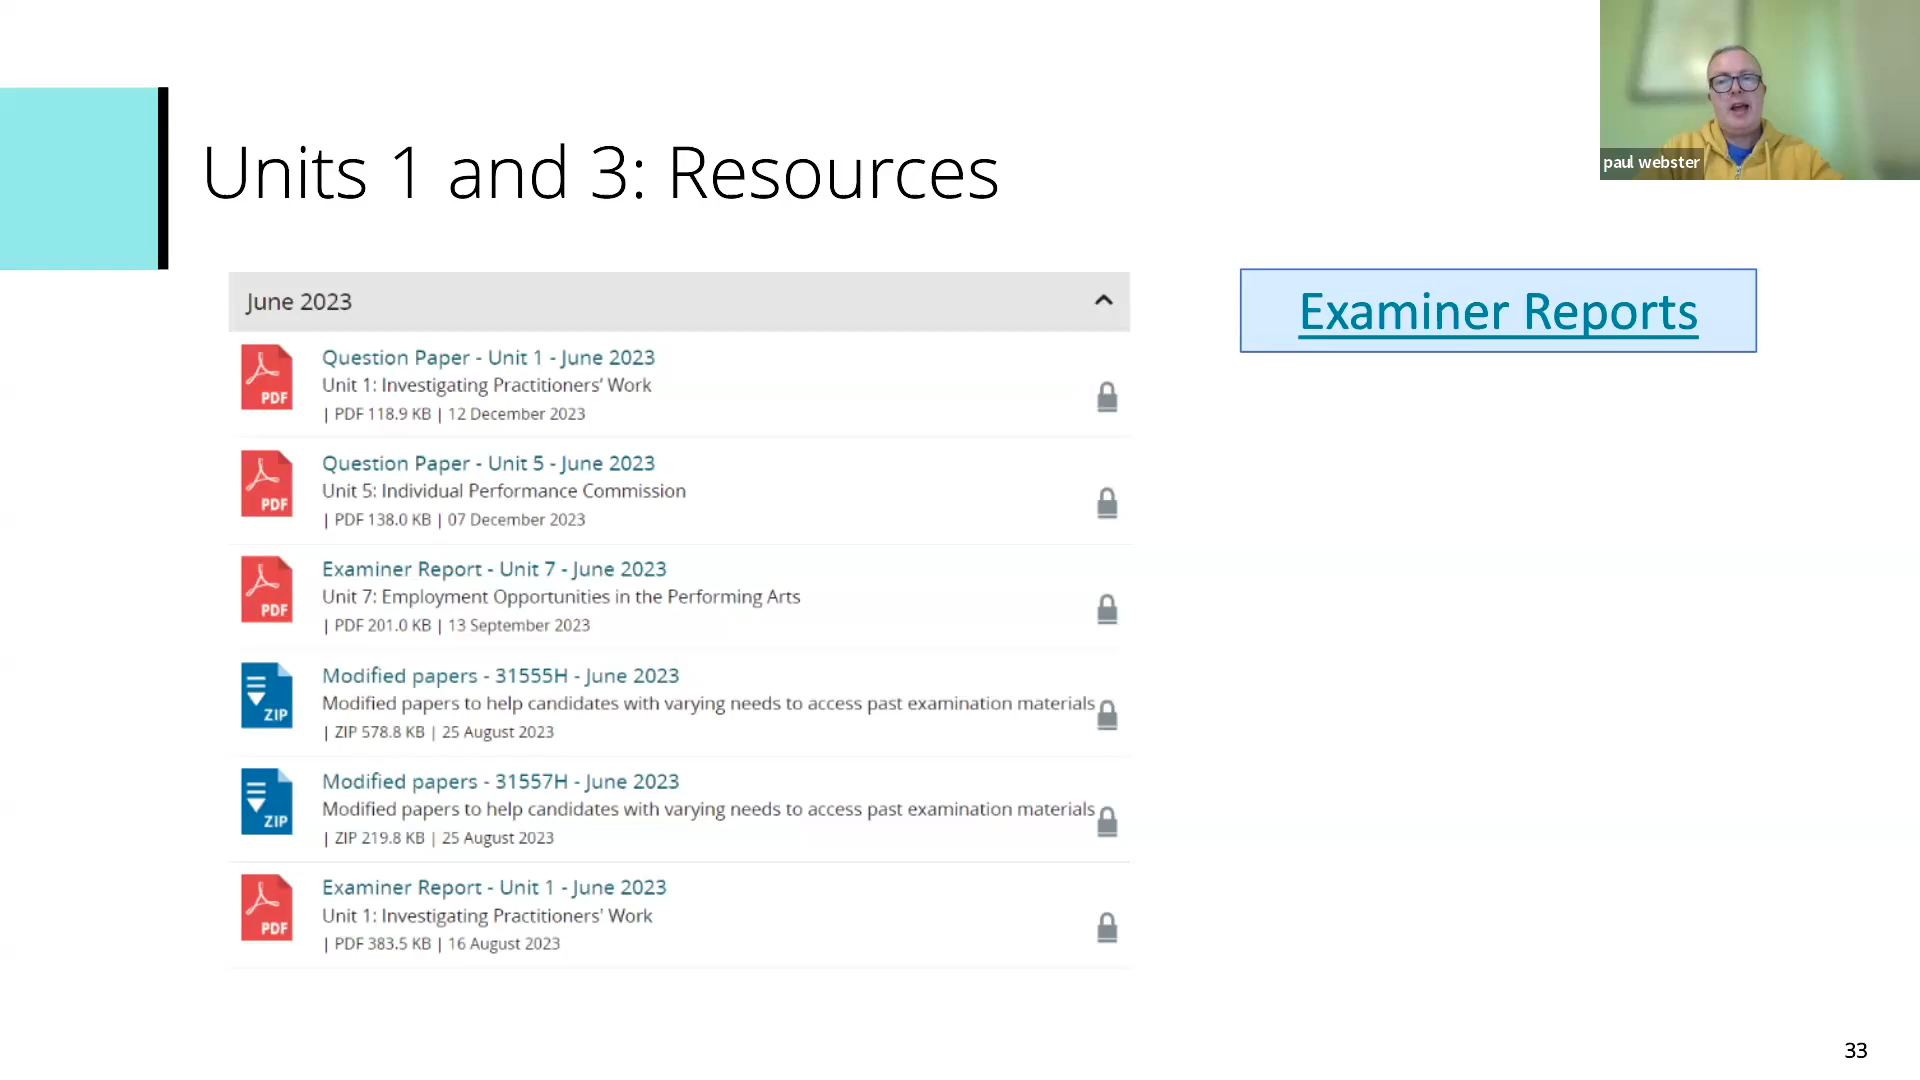 paul webster
Units 1 and 3: Resources
June 2023
Examiner Reports
PDF
Question Paper - Unit 1 - June 2023
Unit 1: Investigating Practitioners' Work
| PDF 118.9 KB | 12 December 2023
PDF
Question Paper - Unit 5 - June 2023
Unit 5: Individual Performance Commission
| PDF 138.0 KB | 07 December 2023
PDF
Examiner Report - Unit 7 - June 2023
Unit 7: Employment Opportunities in the Performing Arts
| PDF 201.0 KB | 13 September 2023
ZIP
Modified papers - 31555H - June 2023
Modified papers to help candidates with varying needs to access past examination materials
| ZIP 578.8 KB | 25 August 2023
ZIP
Modified papers - 31557H - June 2023
Modified papers to help candidates with varying needs to access past examination materials
| ZIP 219.8 KB | 25 August 2023
PDF
Examiner Report - Unit 1 - June 2023
Unit 1: Investigating Practitioners' Work
| PDF 383.5 KB | 16 August 2023
33